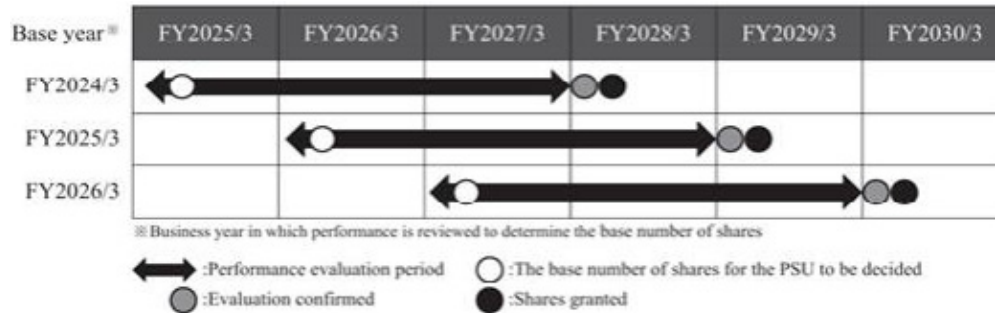 Base year※ FY2025/3 FY2026/3 FY2027/3 FY2028/3 FY2029/3 FY2030/3
FY2024/3
FY2025/3
FY2026/3
※Business year in which performance is reviewed to determine the base number of shares
:Performance evaluation period :The base number of shares for the PSU to be decided
:Evaluation confirmed :Shares granted